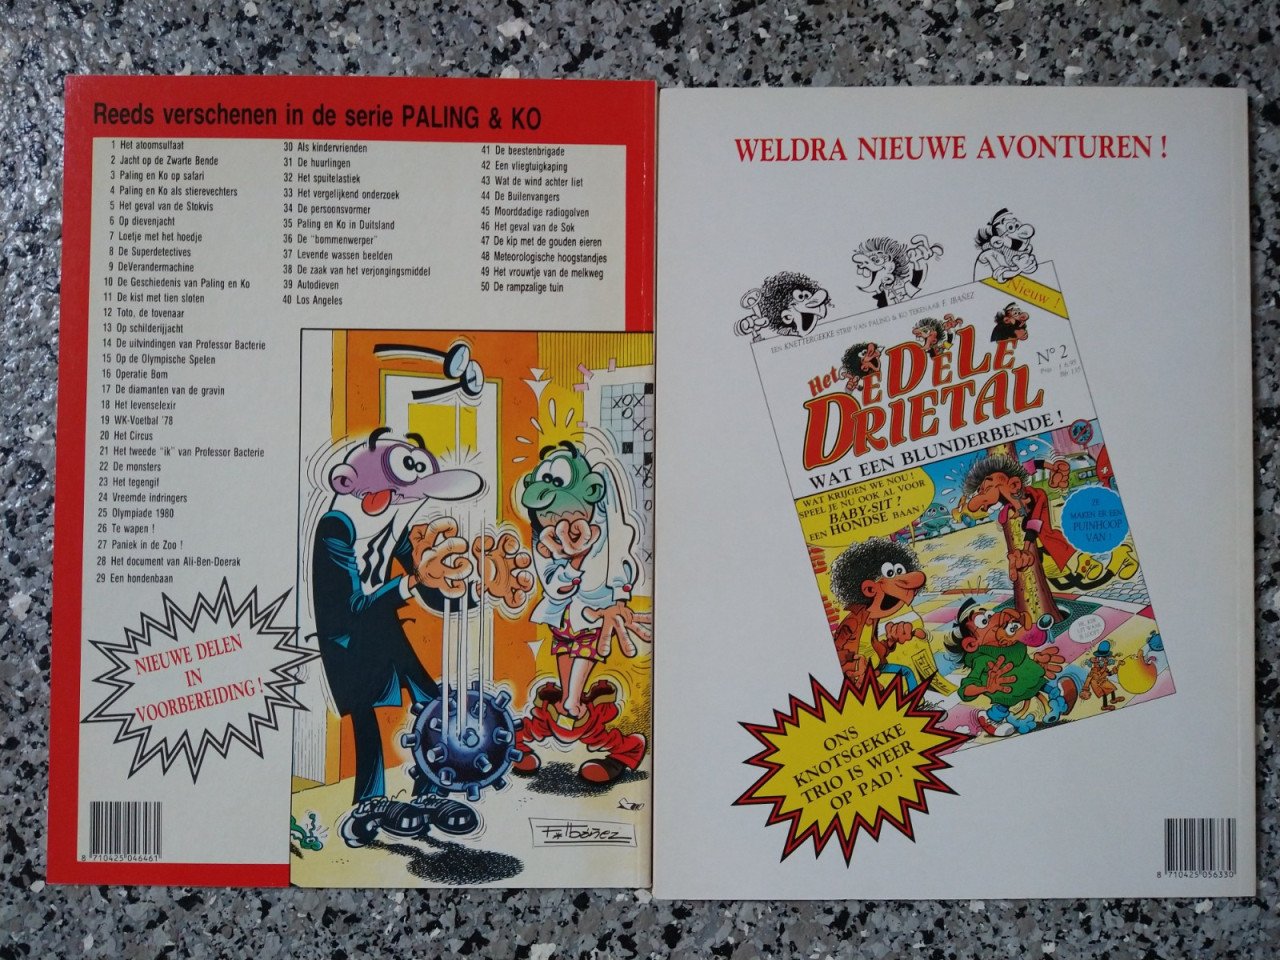 Reeds verschenen in de serie PALING & KO
1 Het atoomsulfaat
2 Jacht op de Zwarte Bende
3 Paling en Ko op safari
4 Paling en Ko als stierevechters
5 Het geval van de Stokvis
6 Op dievenjacht
7 Loetje met het hoedje
8 De Superdetectives
9 DeVerandermachine
10 De Geschiedenis van Paling en Ko
11 De kist met tien sloten
12 Toto, de tovenaar
13 Op schilderijjacht
14 De uitvindingen van Professor Bacterie
15 Op de Olympische Spelen
16 Operatie Bom
17 De diamanten van de gravin
18 Het levenselexir
19 WK-Voetbal '78
20 Het Circus
21 Het tweede "ik" van Professor Bacterie
22 De monsters
23 Het tegengif
24 Vreemde indringers
25 Olympiade 1980
26 Te wapen !
27 Paniek in de Zoo !
28 Het document van Ali-Ben-Doerak
29 Een hondenbaan
30 Als kindervrienden
31 De huurlingen
32 Het spuitelastiek
33 Het vergelijkend onderzoek
34 De persoonsvormer
35 Paling en Ko in Duitsland
36 De "bommenwerper"
37 Levende wassen beelden
38 De zaak van het verjongingsmiddel
39 Autodieven
40 Los Angeles
41 De beestenbrigade
42 Een vliegtuigkaping
43 Wat de wind achter liet
44 De Builenvangers
45 Moorddadige radiogolven
46 Het geval van de Sok
47 De kip met de gouden eieren
48 Meteorologische hoogstandjes
49 Het vrouwtje van de melkweg
50 De rampzalige tuin
NIEUWE DELEN
IN
VOORBEREIDING !
F. Ibáñez
8 710425 046461
WELDRA NIEUWE AVONTUREN !
Nieuw !
EEN KNETTERGEKKE STRIP VAN PALING & KO TEKENAAR F. IBAÑEZ
Het EDELE
DRIETAL
Nº 2
WAT EEN BLUNDERBENDE !
WAT KRIJGEN WE NOU !
SPEEL JE NU OOK AL VOOR
BABY-SIT ?
EEN HONDSE BAAN !
ZE
MAKEN ER EEN
PUINHOOP
VAN !
ONS
KNOTSGEKKE
TRIO IS WEER
OP PAD !
8 710425 056330